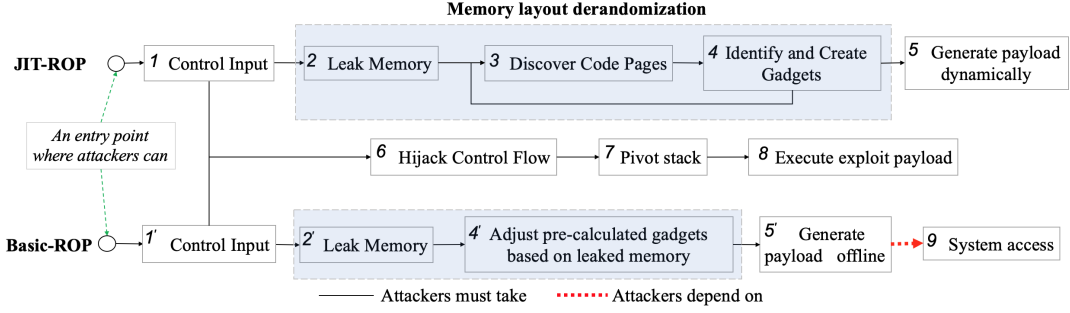 Memory layout derandomization
JIT-ROP
1 Control Input
2 Leak Memory
3 Discover Code Pages
4 Identify and Create
Gadgets
5 Generate payload
dynamically
An entry point
where attackers can
6 Hijack Control Flow
7 Pivot stack
8 Execute exploit payload
Basic-ROP
1' Control Input
2' Leak Memory
4' Adjust pre-calculated gadgets
based on leaked memory
5' Generate
payload offline
9 System access
Attackers must take
Attackers depend on